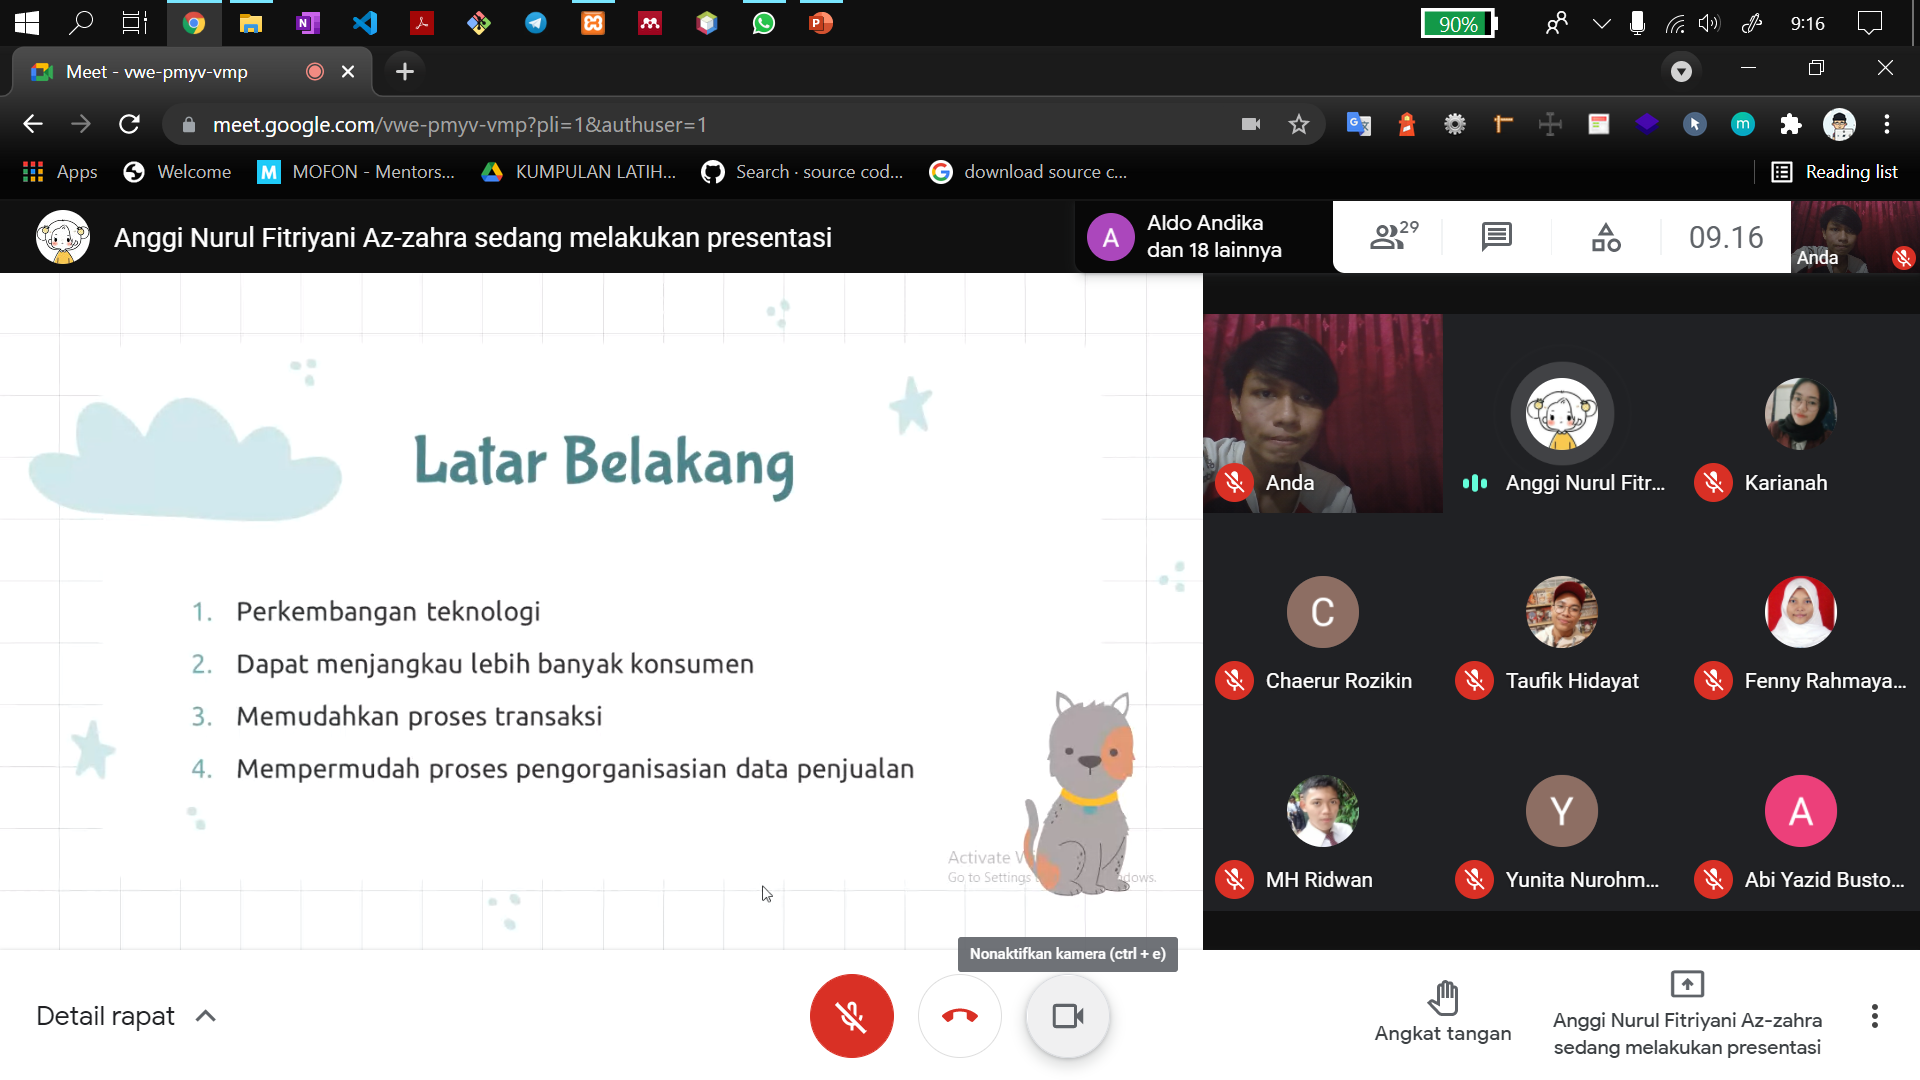 90%
9:16
Meet - vwe-pmyv-vmp
meet.google.com/vwe-pmyv-vmp?pli=1&authuser=1
Apps
Welcome
M
MOFON - Mentors...
KUMPULAN LATIH...
Search · source cod...
download source c...
Reading list
Anggi Nurul Fitriyani Az-zahra sedang melakukan presentasi
A
Aldo Andika
dan 18 lainnya
29
09.16
Anda
Latar Belakang
1. Perkembangan teknologi
2. Dapat menjangkau lebih banyak konsumen
3. Memudahkan proses transaksi
4. Mempermudah proses pengorganisasian data penjualan
Activate
Go to Settings
Anda
Anggi Nurul Fitr...
Karianah
C
Chaerur Rozikin
Taufik Hidayat
Fenny Rahmaya...
MH Ridwan
Y
Yunita Nurohm...
A
Abi Yazid Busto...
Nonaktifkan kamera (ctrl + e)
Detail rapat
Angkat tangan
Anggi Nurul Fitriyani Az-zahra
sedang melakukan presentasi